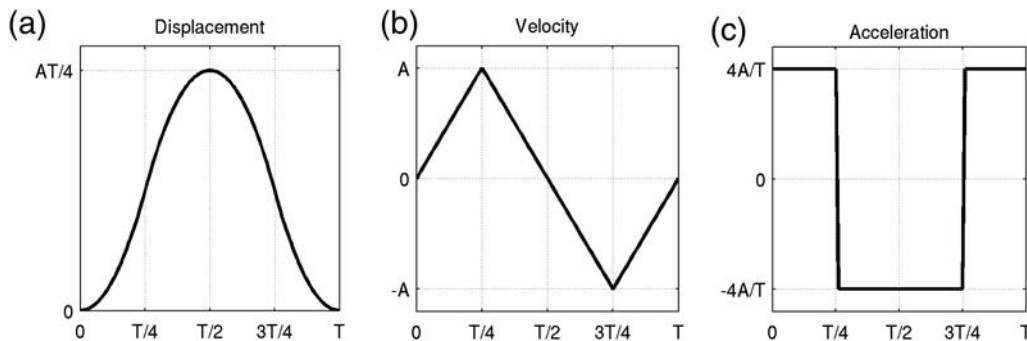 (a) Displacement
AT/4
0
0 T/4 T/2 3T/4 T
(b) Velocity
A
0
-A
0 T/4 T/2 3T/4 T
(c) Acceleration
4A/T
0
-4A/T
0 T/4 T/2 3T/4 T